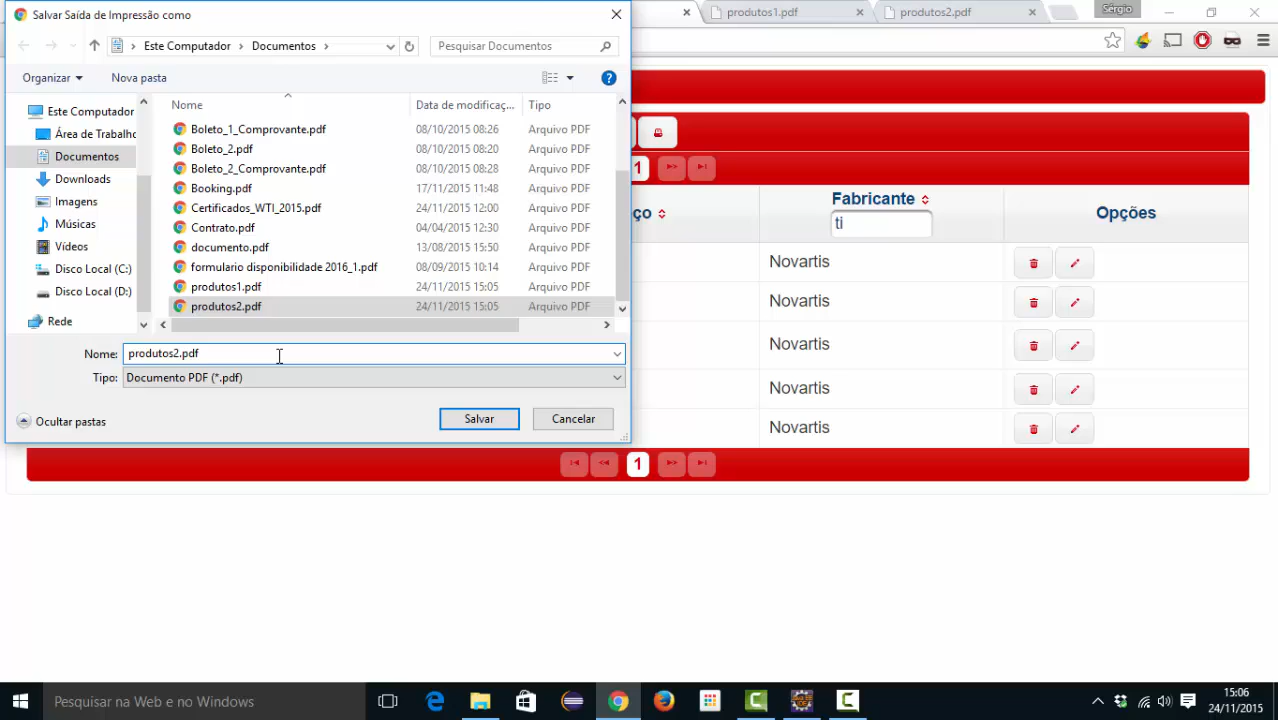 Salvar Saída de Impressão como
produtos1.pdf
produtos2.pdf
Sérgio
Este Computador
Documentos
Pesquisar Documentos
Organizar
Nova pasta
Este Computador
Área de Trabalho
Documentos
Downloads
Imagens
Músicas
Vídeos
Disco Local (C:)
Disco Local (D:)
Rede
Nome Data de modificaç... Tipo
Boleto_1_Comprovante.pdf 08/10/2015 08:26 Arquivo PDF
Boleto_2.pdf 08/10/2015 08:20 Arquivo PDF
Boleto_2_Comprovante.pdf 08/10/2015 08:28 Arquivo PDF
Booking.pdf 17/11/2015 11:48 Arquivo PDF
Certificados_WTI_2015.pdf 24/11/2015 12:00 Arquivo PDF
Contrato.pdf 04/04/2015 12:30 Arquivo PDF
documento.pdf 13/08/2015 15:50 Arquivo PDF
formulario disponibilidade 2016_1.pdf 08/09/2015 10:14 Arquivo PDF
produtos1.pdf 24/11/2015 15:05 Arquivo PDF
produtos2.pdf 24/11/2015 15:05 Arquivo PDF
Nome: produtos2.pdf
Tipo: Documento PDF (*.pdf)
Ocultar pastas
Salvar
Cancelar
1
ço
Fabricante
ti
Opções
Novartis
Novartis
Novartis
Novartis
Novartis
1
Pesquisar na Web e no Windows
15:06
24/11/2015